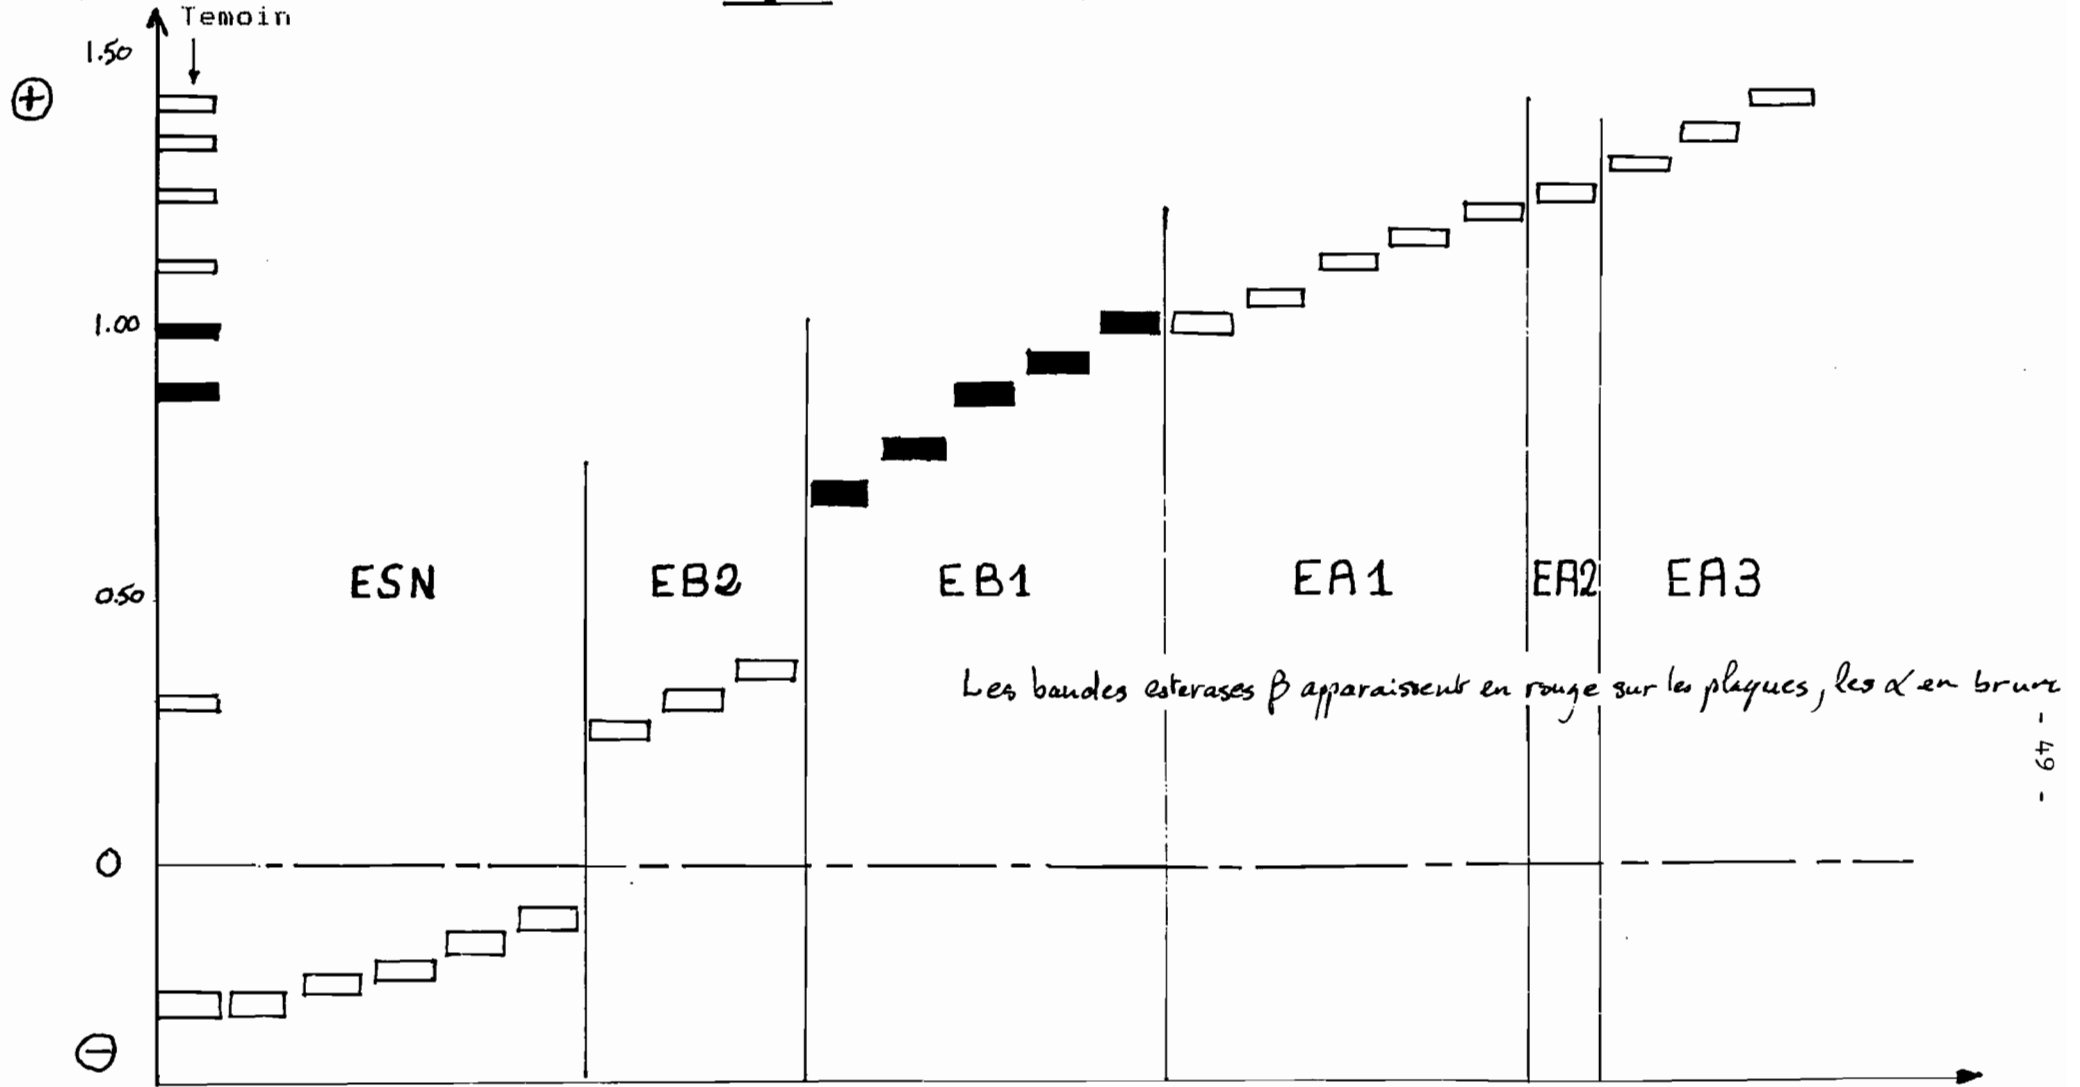 Temoin
1.50
+
1.00
0.50
ESN EB2 EB1 EA1 EA2 EA3
Les bandes esterases β apparaissent en rouge sur les plaques, les α en brun
- 49 -
0
−